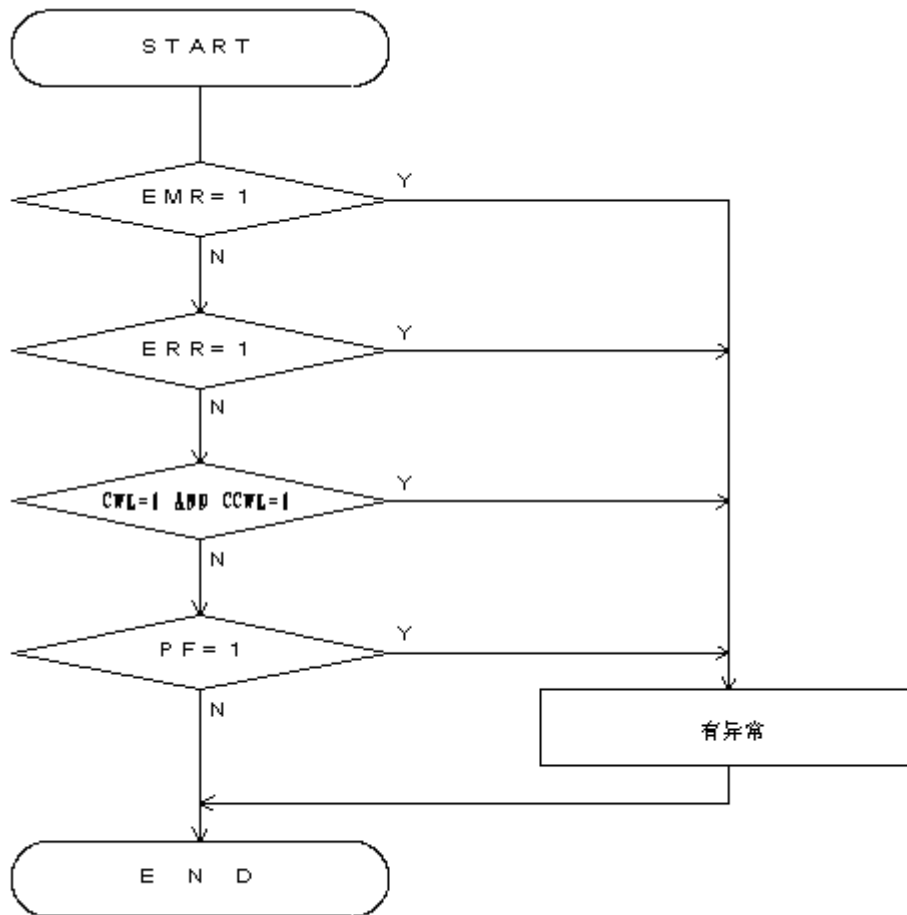 START
EMR=1
Y
N
ERR=1
Y
N
CWL=1 AND CCWL=1
Y
N
PF=1
Y
N
有异常
END